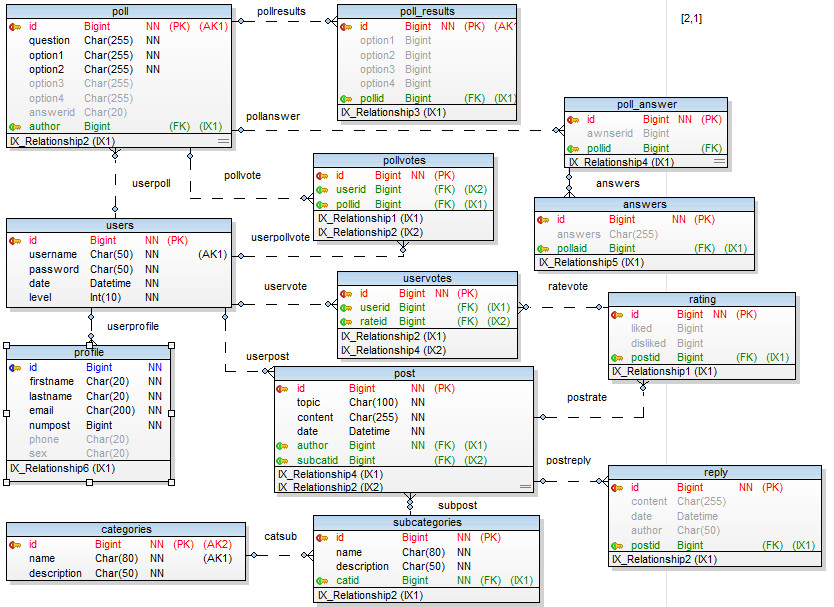 poll
id Bigint NN (PK) (AK1)
question Char(255) NN
option1 Char(255) NN
option2 Char(255) NN
option3 Char(255)
option4 Char(255)
answerid Char(20)
author Bigint (FK) (IX1)
IX_Relationship2 (IX1)
pollresults
poll_results
id Bigint NN (PK) (AK1
option1 Bigint
option2 Bigint
option3 Bigint
option4 Bigint
pollid Bigint (FK) (IX1)
IX_Relationship3 (IX1)
[2,1]
pollanswer
poll_answer
id Bigint NN (PK)
awnserid Bigint
pollid Bigint (FK)
IX_Relationship4 (IX1)
userpoll
pollvote
pollvotes
id Bigint NN (PK)
userid Bigint (FK) (IX2)
pollid Bigint (FK) (IX1)
IX_Relationship1 (IX1)
IX_Relationship2 (IX2)
answers
answers
id Bigint NN (PK)
answers Char(255)
pollaid Bigint (FK) (IX1)
IX_Relationship5 (IX1)
users
id Bigint NN (PK)
username Char(50) NN (AK1)
password Char(50) NN
date Datetime NN
level Int(10) NN
userpollvote
uservote
uservotes
id Bigint NN (PK)
userid Bigint (FK) (IX1)
rateid Bigint (FK) (IX2)
IX_Relationship2 (IX1)
IX_Relationship4 (IX2)
ratevote
rating
id Bigint NN (PK)
liked Bigint
disliked Bigint
postid Bigint (FK) (IX1)
IX_Relationship1 (IX1)
userprofile
profile
id Bigint NN
firstname Char(20) NN
lastname Char(20) NN
email Char(200) NN
numpost Bigint NN
phone Char(20)
sex Char(20)
IX_Relationship6 (IX1)
userpost
post
id Bigint NN (PK)
topic Char(100) NN
content Char(255) NN
date Datetime NN
author Bigint NN (FK) (IX1)
subcatid Bigint (FK) (IX2)
IX_Relationship4 (IX1)
IX_Relationship2 (IX2)
postrate
postreply
reply
id Bigint NN (PK)
content Char(255)
date Datetime
author Char(50)
postid Bigint (FK) (IX1)
IX_Relationship2 (IX1)
subpost
categories
id Bigint NN (PK) (AK2)
name Char(80) NN (AK1)
description Char(50) NN
catsub
subcategories
id Bigint NN (PK)
name Char(80) NN
description Char(50) NN
catid Bigint NN (FK) (IX1)
IX_Relationship2 (IX1)